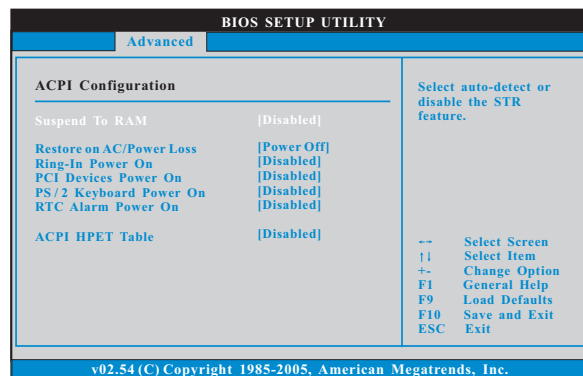 BIOS SETUP UTILITY
Advanced
ACPI Configuration
Suspend To RAM [Disabled]
Restore on AC/Power Loss [Power Off]
Ring-In Power On [Disabled]
PCI Devices Power On [Disabled]
PS / 2 Keyboard Power On [Disabled]
RTC Alarm Power On [Disabled]
ACPI HPET Table [Disabled]
Select auto-detect or
disable the STR
feature.
←→ Select Screen
↑↓ Select Item
+- Change Option
F1 General Help
F9 Load Defaults
F10 Save and Exit
ESC Exit
v02.54 (C) Copyright 1985-2005, American Megatrends, Inc.